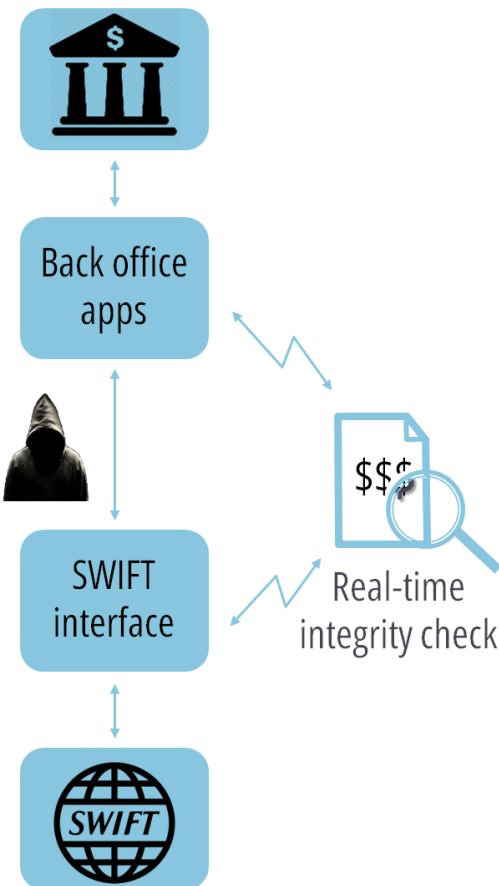 $
Back office
apps
$$$
SWIFT
interface
Real-time
integrity check
SWIFT